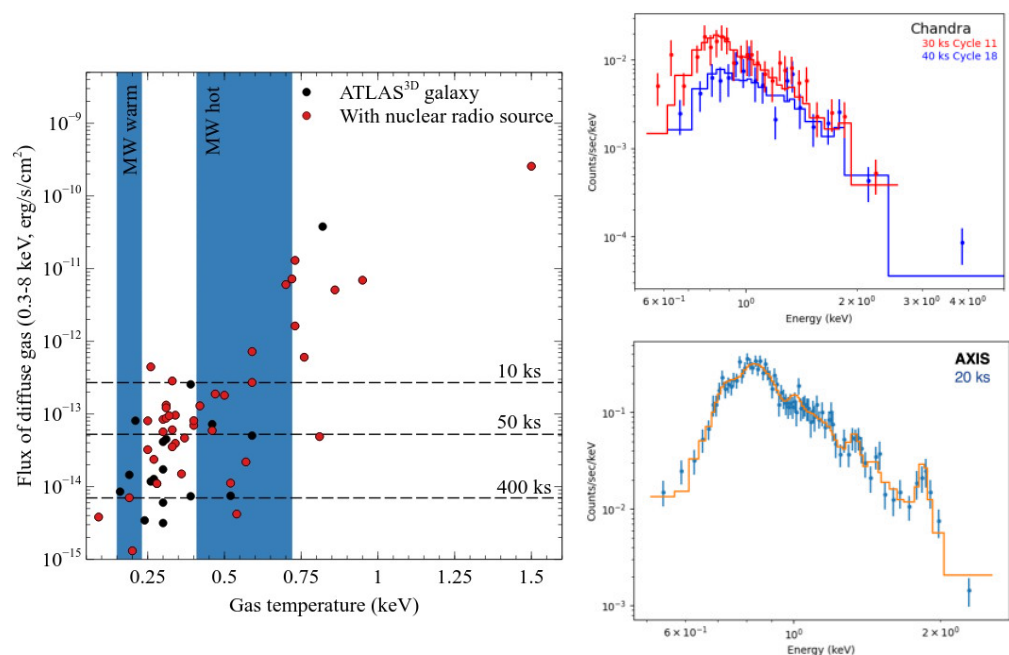 MW warm
MW hot
ATLAS³ᴰ galaxy
With nuclear radio source
10 ks
50 ks
400 ks
Flux of diffuse gas (0.3-8 keV, erg/s/cm²)
10⁻⁹
10⁻¹⁰
10⁻¹¹
10⁻¹²
10⁻¹³
10⁻¹⁴
10⁻¹⁵
0.25 0.5 0.75 1 1.25 1.5
Gas temperature (keV)
Chandra
30 ks Cycle 11
40 ks Cycle 18
Counts/sec/keV
10⁻²
10⁻³
10⁻⁴
6 × 10⁻¹ 10⁰ 2 × 10⁰ 3 × 10⁰ 4 × 10⁰
Energy (keV)
AXIS
20 ks
Counts/sec/keV
10⁻¹
10⁻²
10⁻³
6 × 10⁻¹ 10⁰ 2 × 10⁰
Energy (keV)